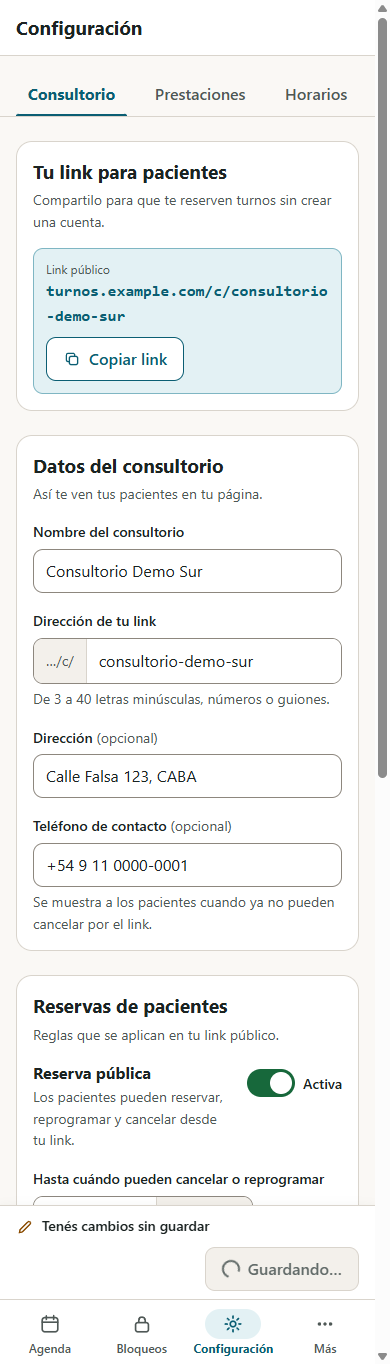 Configuración
Consultorio Prestaciones Horarios
Tu link para pacientes
Compartilo para que te reserven turnos sin crear
una cuenta.
Link público
turnos.example.com/c/consultorio
-demo-sur
Copiar link
Datos del consultorio
Así te ven tus pacientes en tu página.
Nombre del consultorio
Consultorio Demo Sur
Dirección de tu link
.../c/ consultorio-demo-sur
De 3 a 40 letras minúsculas, números o guiones.
Dirección (opcional)
Calle Falsa 123, CABA
Teléfono de contacto (opcional)
+54 9 11 0000-0001
Se muestra a los pacientes cuando ya no pueden
cancelar por el link.
Reservas de pacientes
Reglas que se aplican en tu link público.
Reserva pública
Los pacientes pueden reservar,
reprogramar y cancelar desde
tu link.
Activa
Hasta cuándo pueden cancelar o reprogramar
Tenés cambios sin guardar
Guardando...
Agenda Bloqueos Configuración Más